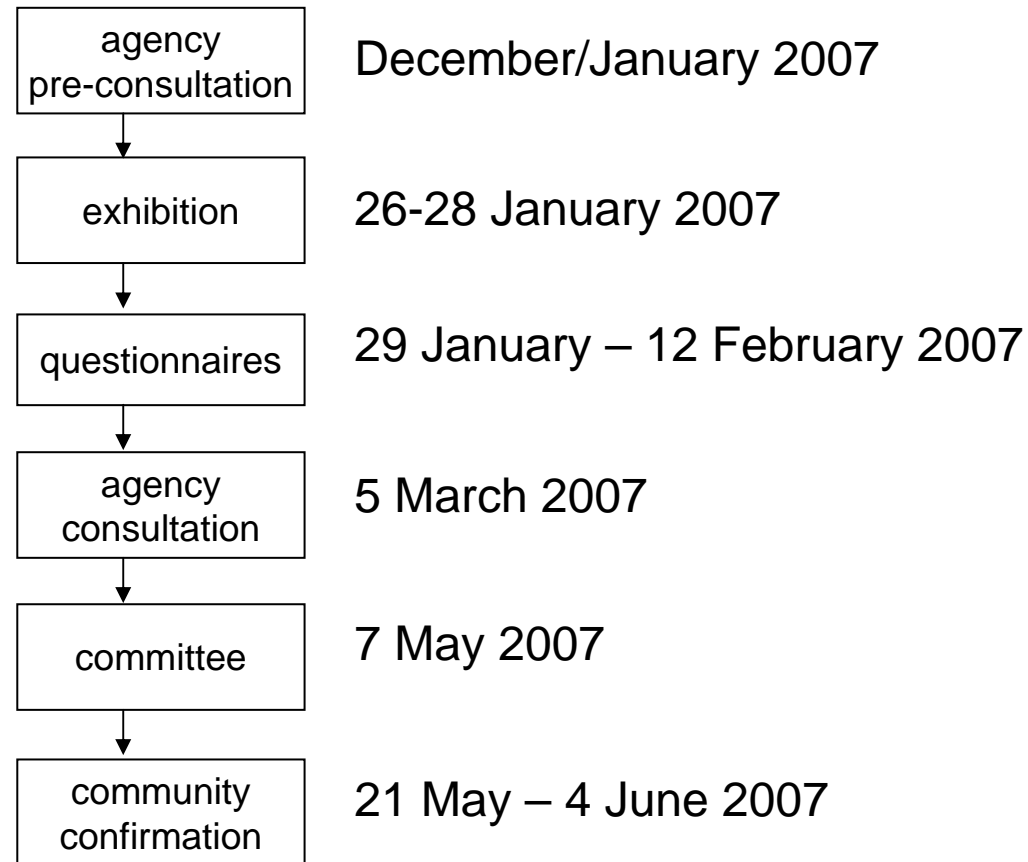 agency
pre-consultation
December/January 2007
exhibition
26-28 January 2007
questionnaires
29 January – 12 February 2007
agency
consultation
5 March 2007
committee
7 May 2007
community
confirmation
21 May – 4 June 2007